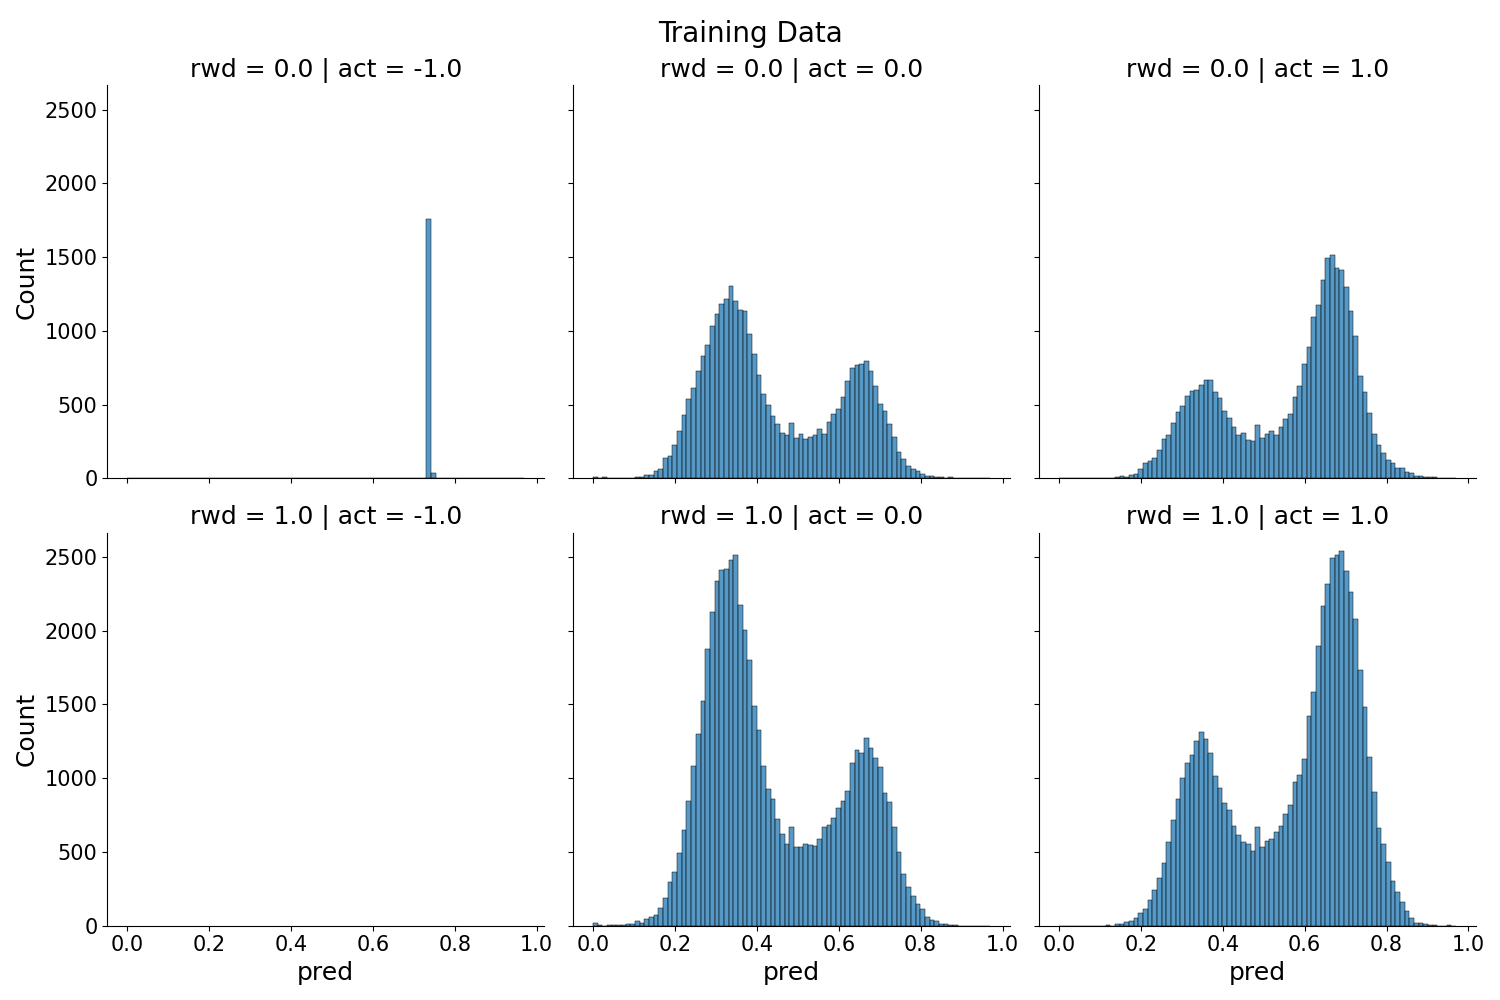 Training Data
rwd = 0.0 | act = -1.0
rwd = 0.0 | act = 0.0
rwd = 0.0 | act = 1.0
2500
2000
1500
1000
500
0
Count
rwd = 1.0 | act = -1.0
rwd = 1.0 | act = 0.0
rwd = 1.0 | act = 1.0
2500
2000
1500
1000
500
0
Count
0.0 0.2 0.4 0.6 0.8 1.0
0.0 0.2 0.4 0.6 0.8 1.0
0.0 0.2 0.4 0.6 0.8 1.0
pred
pred
pred